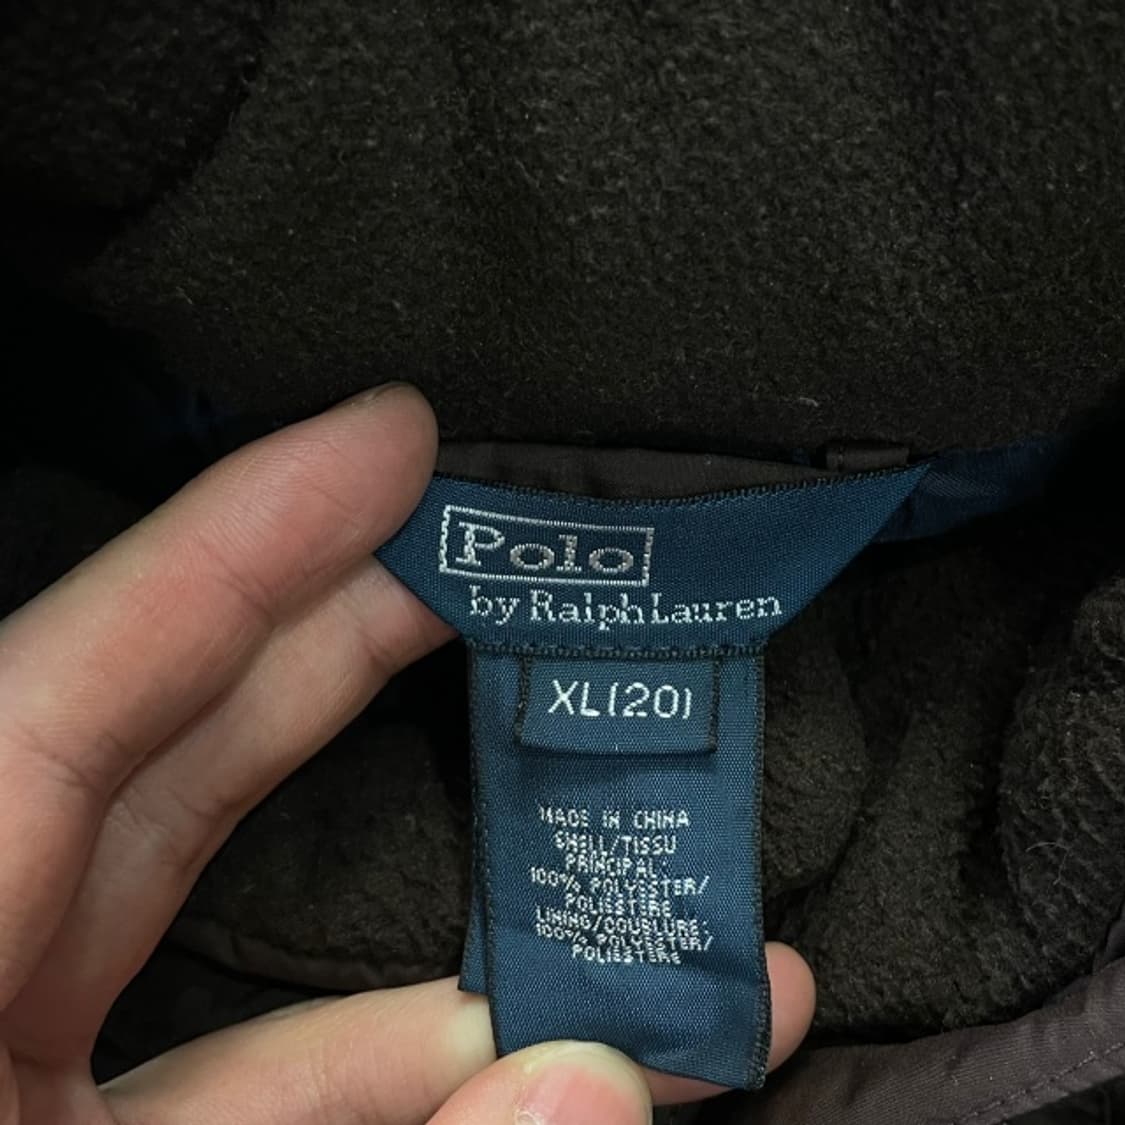 Polo
by Ralph Lauren
XL(20)
MADE IN CHINA
SHELL/TISSU
PRINCIPAL:
100% POLYESTER/
POLIESTERE
LINING/DOUBLURE:
100% POLYESTER/
POLIESTERE